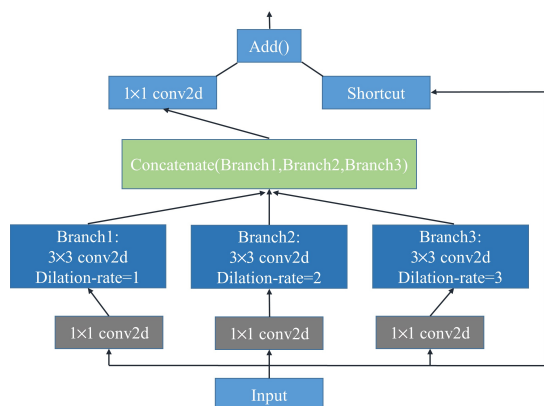 Add()
1×1 conv2d
Shortcut
Concatenate(Branch1,Branch2,Branch3)
Branch1:
3×3 conv2d
Dilation-rate=1
Branch2:
3×3 conv2d
Dilation-rate=2
Branch3:
3×3 conv2d
Dilation-rate=3
1×1 conv2d
1×1 conv2d
1×1 conv2d
Input